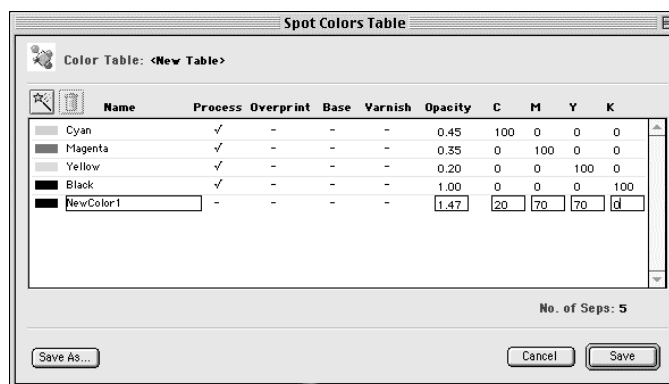 Spot Colors Table
Color Table: <New Table>
Name Process Overprint Base Varnish Opacity C M Y K
Cyan √ - - - 0.45 100 0 0 0
Magenta √ - - - 0.35 0 100 0 0
Yellow √ - - - 0.20 0 0 100 0
Black √ - - - 1.00 0 0 0 100
NewColor1 - - - - 1.47 20 70 70 0
No. of Seps: 5
Save As... Cancel Save